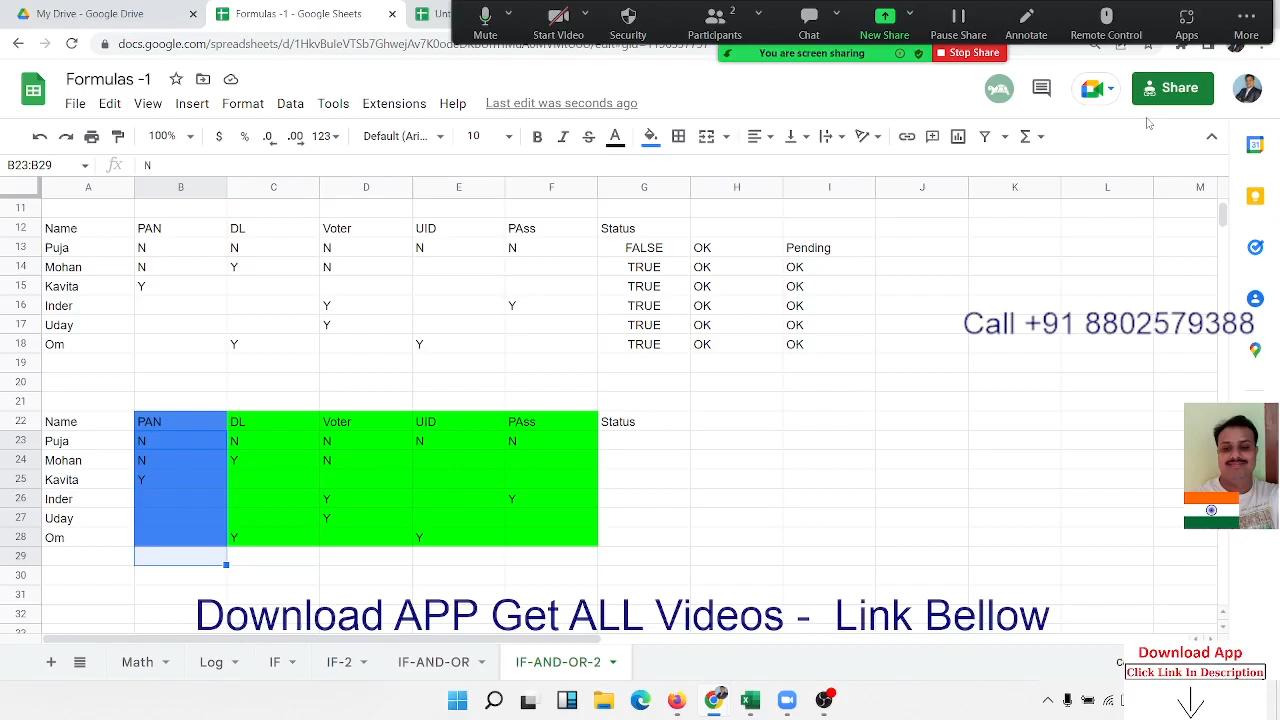 My Drive - Google Drive
Formulas -1 - Google Sheets
Mute
Start Video
Security
2
Participants
Chat
New Share
Pause Share
Annotate
Remote Control
Apps
More
You are screen sharing
Stop Share
Formulas -1
File Edit View Insert Format Data Tools Extensions Help Last edit was seconds ago
Share
100% $ % .0 .00 123 Default (Ari... 10 B I S A
B23:B29 fx N
A B C D E F G H I J K L M
11
12 Name PAN DL Voter UID PAss Status
13 Puja N N N N N FALSE OK Pending
14 Mohan N Y N TRUE OK OK
15 Kavita Y TRUE OK OK
16 Inder Y Y TRUE OK OK
17 Uday Y TRUE OK OK
18 Om Y Y TRUE OK OK
19
20
21
22 Name PAN DL Voter UID PAss Status
23 Puja N N N N N
24 Mohan N Y N
25 Kavita Y
26 Inder Y Y
27 Uday Y
28 Om Y Y
29
30
31
32
Call +91 8802579388
Download APP Get ALL Videos - Link Bellow
Math Log IF IF-2 IF-AND-OR IF-AND-OR-2
Download App
Click Link In Description